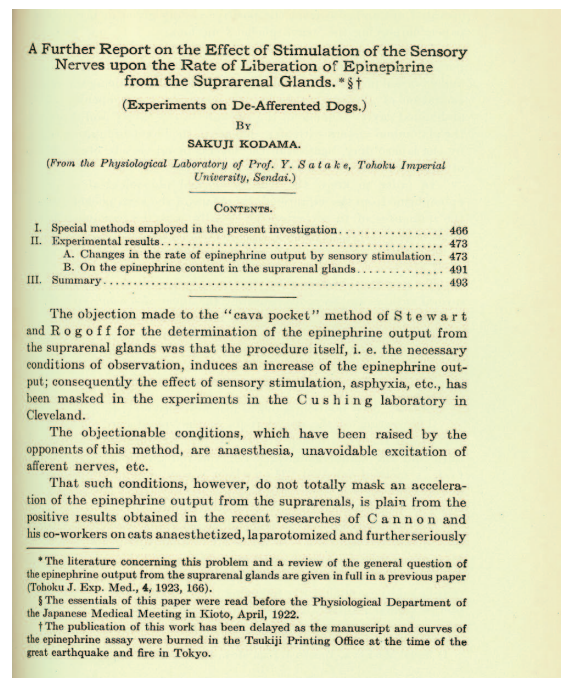 A Further Report on the Effect of Stimulation of the Sensory
Nerves upon the Rate of Liberation of Epinephrine
from the Suprarenal Glands.*§†
(Experiments on De-Afferented Dogs.)
BY
SAKUJI KODAMA.
(From the Physiological Laboratory of Prof. Y. Satake, Tohoku Imperial
University, Sendai.)
CONTENTS.
I. Special methods employed in the present investigation................ 466
II. Experimental results............................................ 473
A. Changes in the rate of epinephrine output by sensory stimulation.. 473
B. On the epinephrine content in the suprarenal glands............. 491
III. Summary..................................................... 493
The objection made to the “cava pocket” method of Stewart
and Rogoff for the determination of the epinephrine output from
the suprarenal glands was that the procedure itself, i. e. the necessary
conditions of observation, induces an increase of the epinephrine out-
put; consequently the effect of sensory stimulation, asphyxia, etc., has
been masked in the experiments in the Cushing laboratory in
Cleveland.
The objectionable conditions, which have been raised by the
opponents of this method, are anaesthesia, unavoidable excitation of
afferent nerves, etc.
That such conditions, however, do not totally mask an accelera-
tion of the epinephrine output from the suprarenals, is plain from the
positive results obtained in the recent researches of Cannon and
his co-workers on cats anaesthetized, laparotomized and further seriously
* The literature concerning this problem and a review of the general question of
the epinephrine output from the suprarenal glands are given in full in a previous paper
(Tohoku J. Exp. Med., 4, 1923, 166).
§ The essentials of this paper were read before the Physiological Department of
the Japanese Medical Meeting in Kioto, April, 1922.
† The publication of this work has been delayed as the manuscript and curves of
the epinephrine assay were burned in the Tsukiji Printing Office at the time of the
great earthquake and fire in Tokyo.